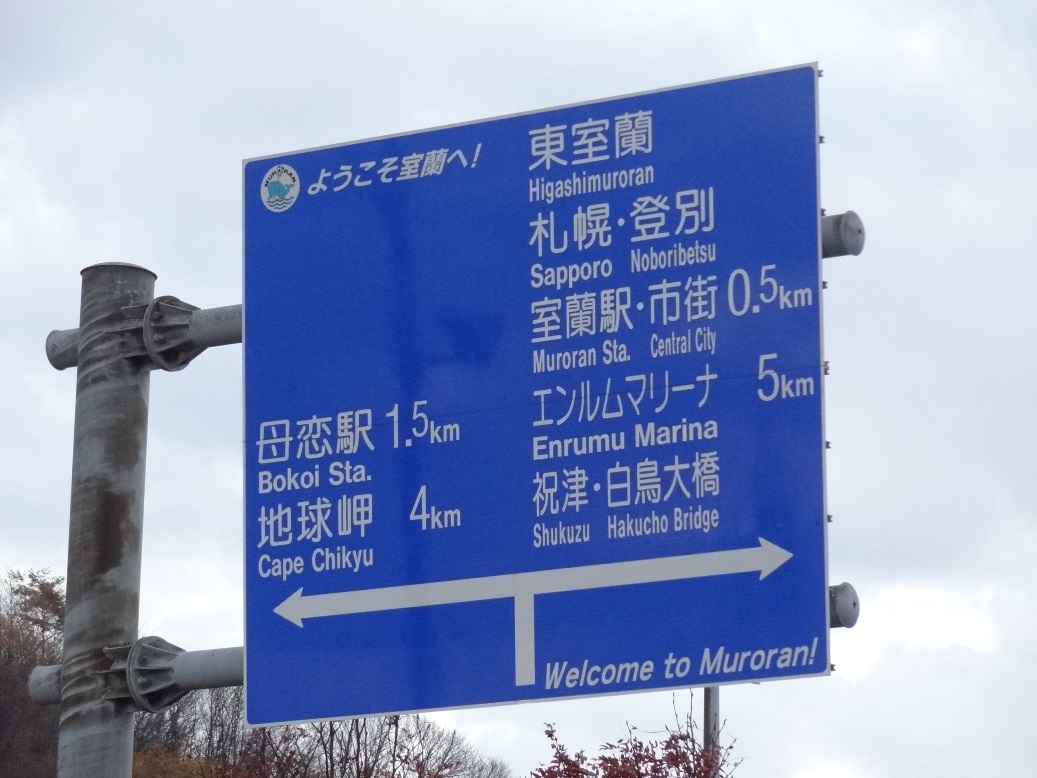 MURORAN
ようこそ室蘭へ!
東室蘭
Higashimuroran
札幌・登別
Sapporo Noboribetsu
室蘭駅・市街 0.5km
Muroran Sta. Central City
エンルムマリーナ 5km
Enrumu Marina
祝津・白鳥大橋
Shukuzu Hakucho Bridge
母恋駅 1.5km
Bokoi Sta.
地球岬 4km
Cape Chikyu
Welcome to Muroran!